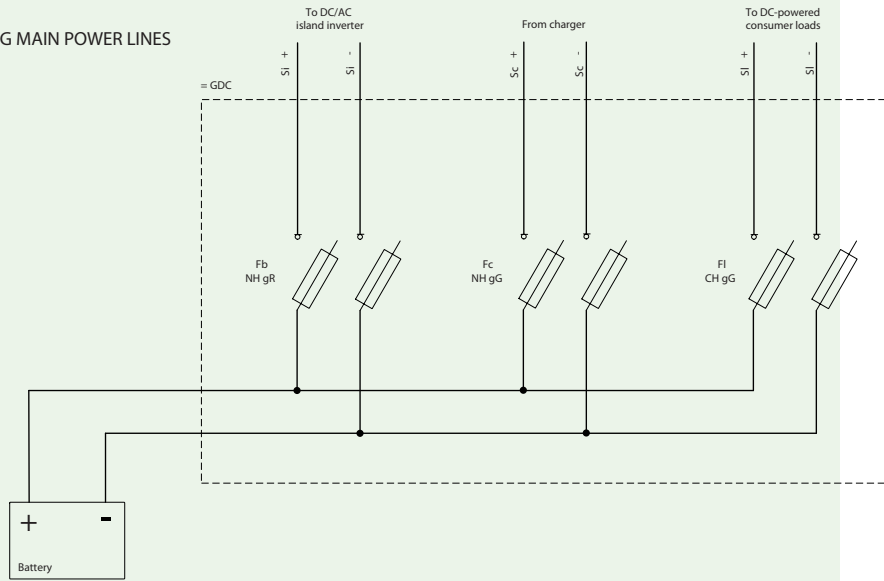 To DC/AC
island inverter
From charger
To DC-powered
consumer loads
G MAIN POWER LINES
Si +
Si -
Sc +
Sc -
Sl +
Sl -
= GDC
Fb
NH gR
Fc
NH gG
Fl
CH gG
+ -
Battery